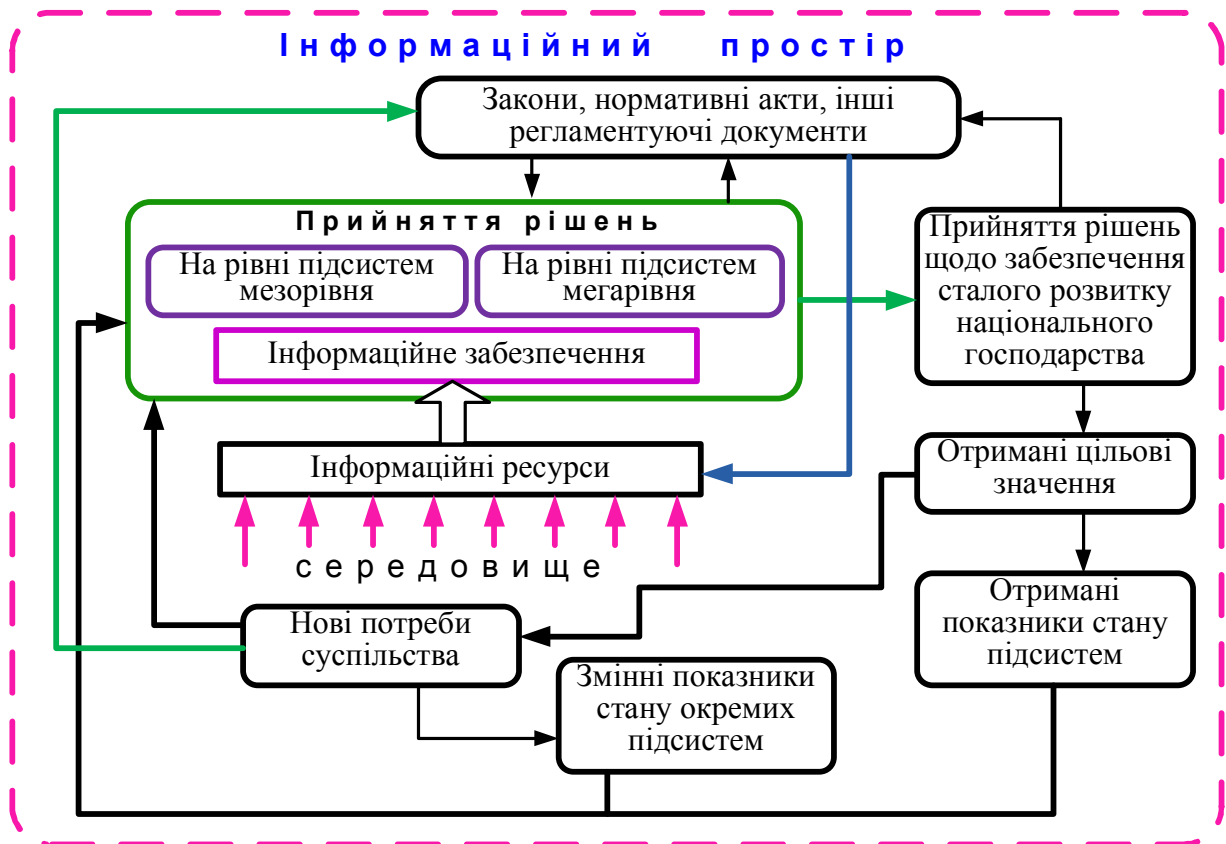 Інформаційний простір
Закони, нормативні акти, інші
регламентуючі документи
Прийняття рішень
На рівні підсистем
мезорівня
На рівні підсистем
мегарівня
Інформаційне забезпечення
Прийняття рішень
щодо забезпечення
сталого розвитку
національного
господарства
Інформаційні ресурси
Отримані цільові
значення
середовище
Нові потреби
суспільства
Отримані
показники стану
підсистем
Змінні показники
стану окремих
підсистем